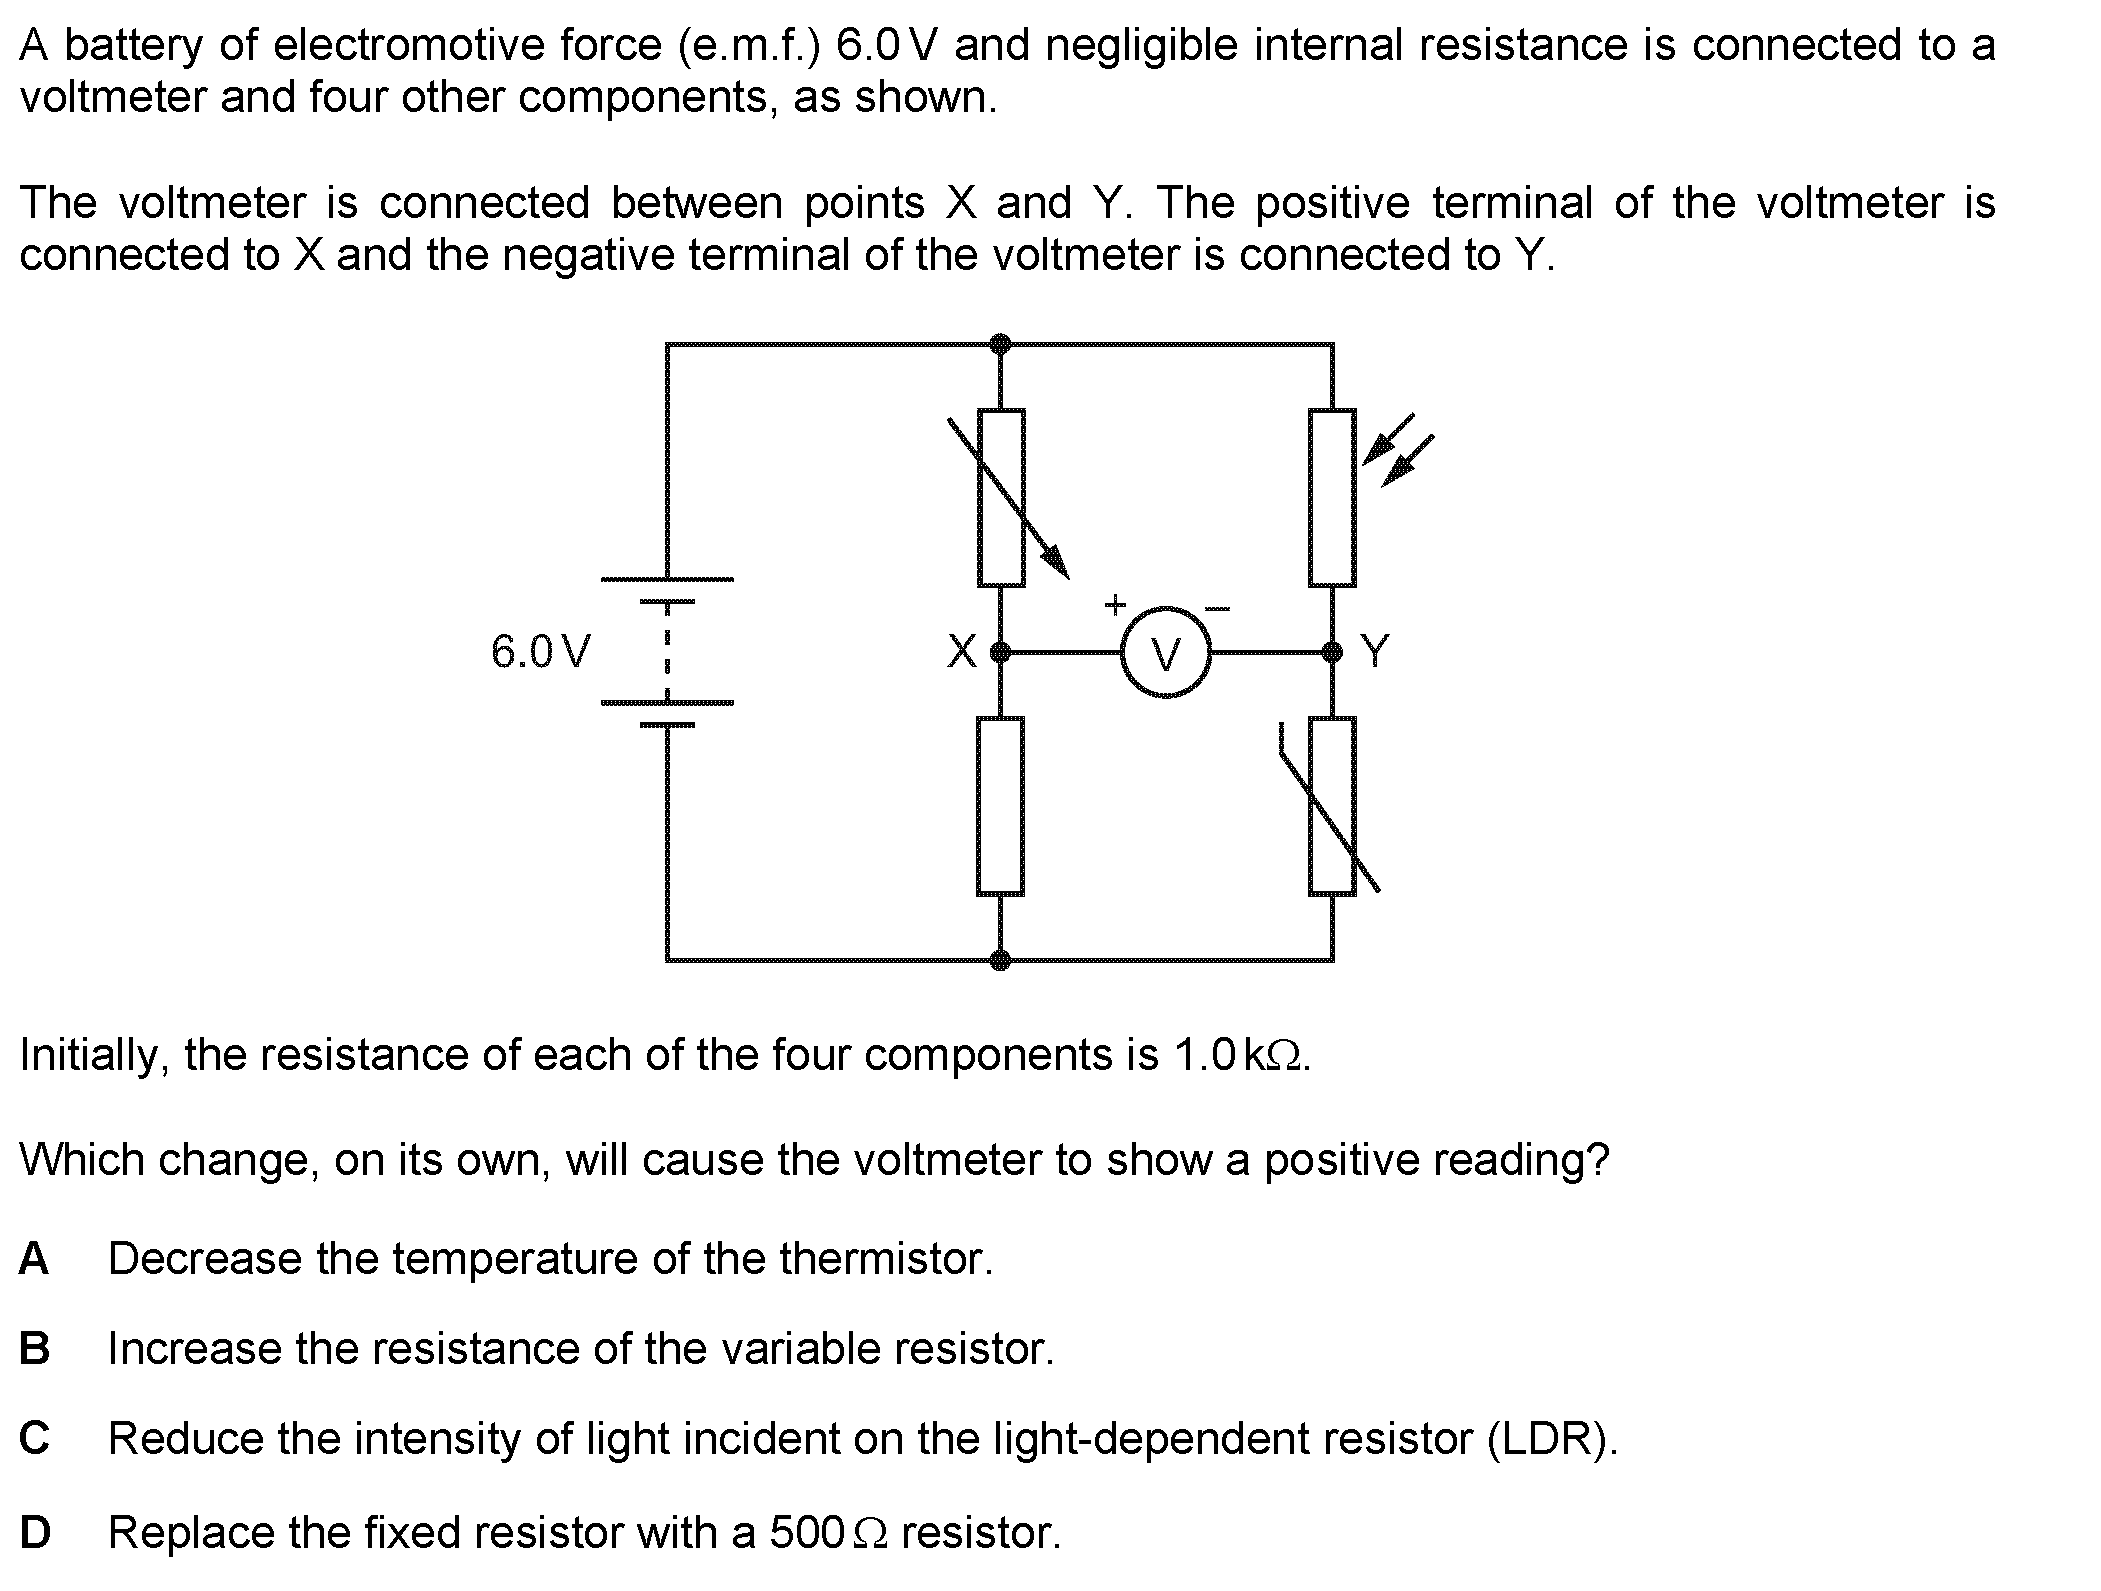 A battery of electromotive force (e.m.f.) 6.0 V and negligible internal resistance is connected to a
voltmeter and four other components, as shown.
The voltmeter is connected between points X and Y. The positive terminal of the voltmeter is
connected to X and the negative terminal of the voltmeter is connected to Y.
+ –
6.0 V X V Y
Initially, the resistance of each of the four components is 1.0 kΩ.
Which change, on its own, will cause the voltmeter to show a positive reading?
A Decrease the temperature of the thermistor.
B Increase the resistance of the variable resistor.
C Reduce the intensity of light incident on the light-dependent resistor (LDR).
D Replace the fixed resistor with a 500 Ω resistor.